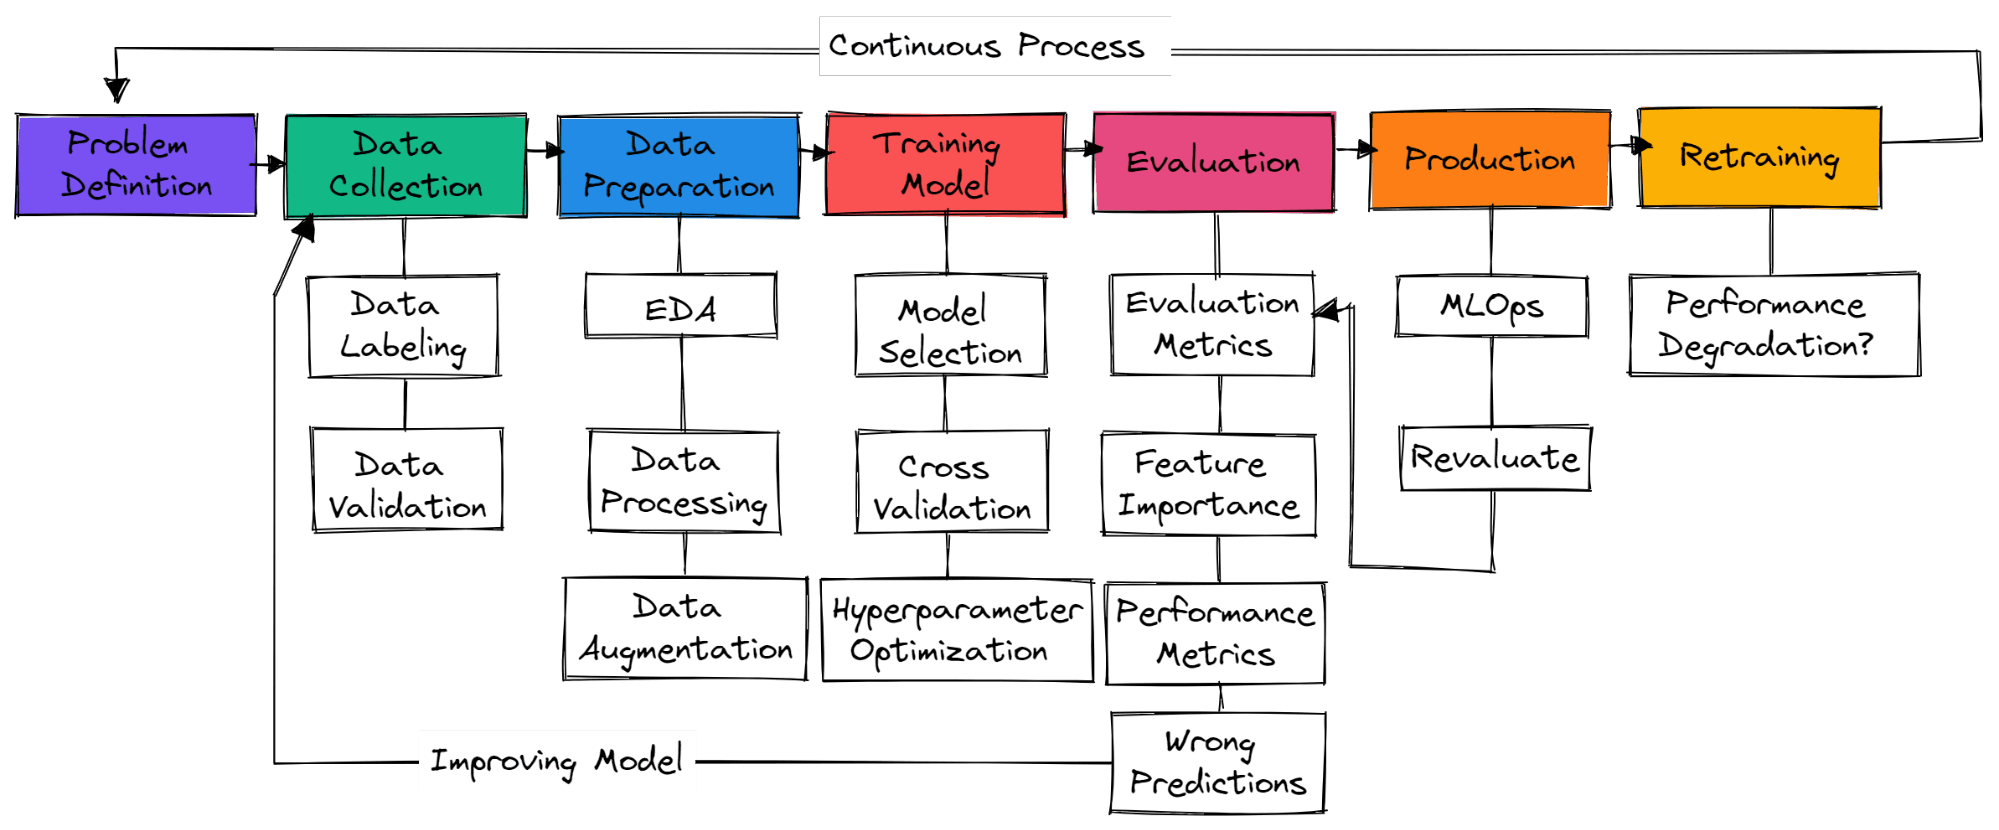 Continuous Process
Problem
Definition
Data
Collection
Data
Preparation
Training
Model
Evaluation
Production
Retraining
Data
Labeling
Data
Validation
EDA
Data
Processing
Data
Augmentation
Model
Selection
Cross
Validation
Hyperparameter
Optimization
Evaluation
Metrics
Feature
Importance
Performance
Metrics
Wrong
Predictions
MLOps
Revaluate
Performance
Degradation?
Improving Model